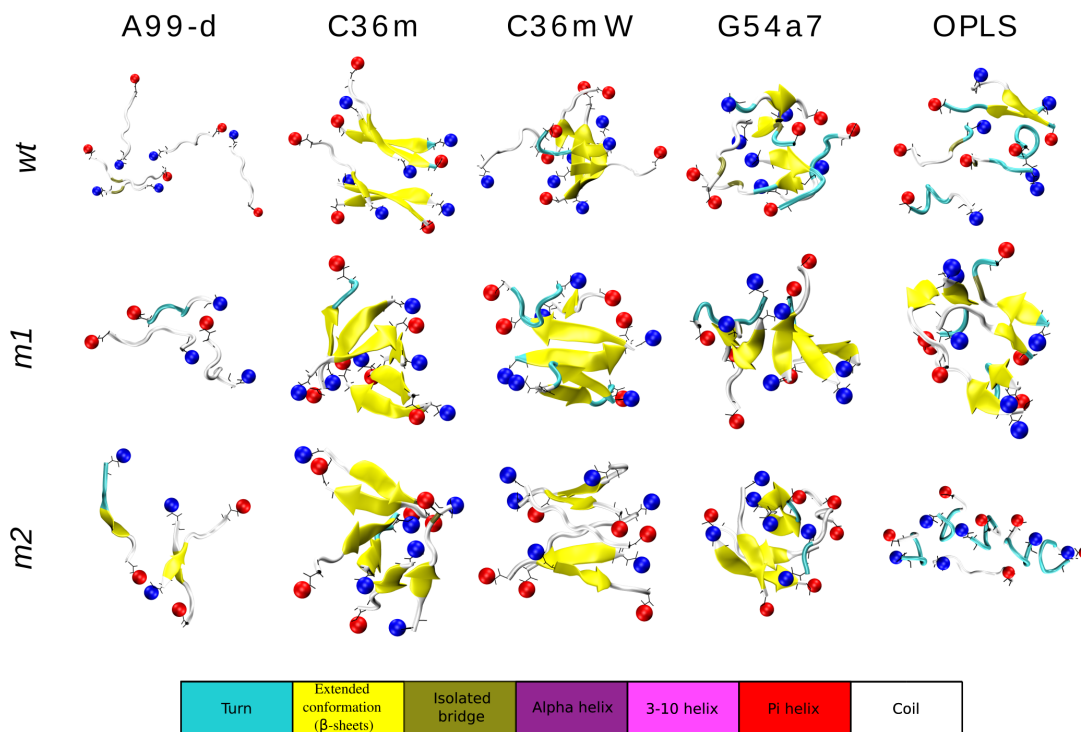 A99-d C36m C36mW G54a7 OPLS
wt
m1
m2
Turn
Extended
conformation
(β-sheets)
Isolated
bridge
Alpha helix
3-10 helix
Pi helix
Coil